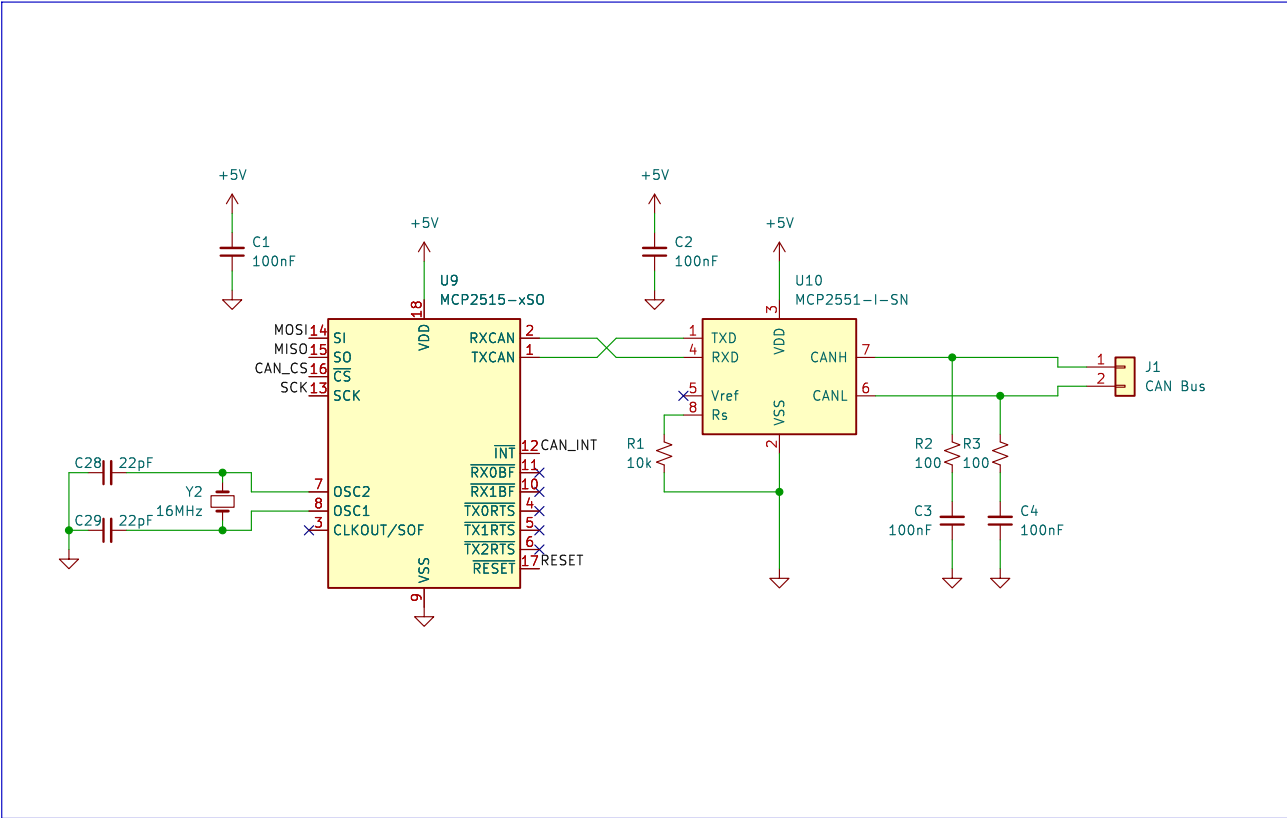 +5V
C1
100nF
+5V
U9
MCP2515-xSO
MOSI 14 SI
MISO 15 SO
CAN_CS 16 CS
SCK 13 SCK
18
VDD
RXCAN 2
TXCAN 1
INT 12 CAN_INT
RX0BF 11
RX1BF 10
TX0RTS 4
TX1RTS 5
TX2RTS 6
RESET 17 RESET
7 OSC2
8 OSC1
3 CLKOUT/SOF
VSS
9
C28 22pF
Y2
16MHz
C29 22pF
+5V
C2
100nF
+5V
U10
MCP2551-I-SN
3
VDD
1 TXD
4 RXD
5 Vref
8 Rs
CANH 7
CANL 6
VSS
2
R1
10k
R2
100
R3
100
C3
100nF
C4
100nF
1
2
J1
CAN Bus